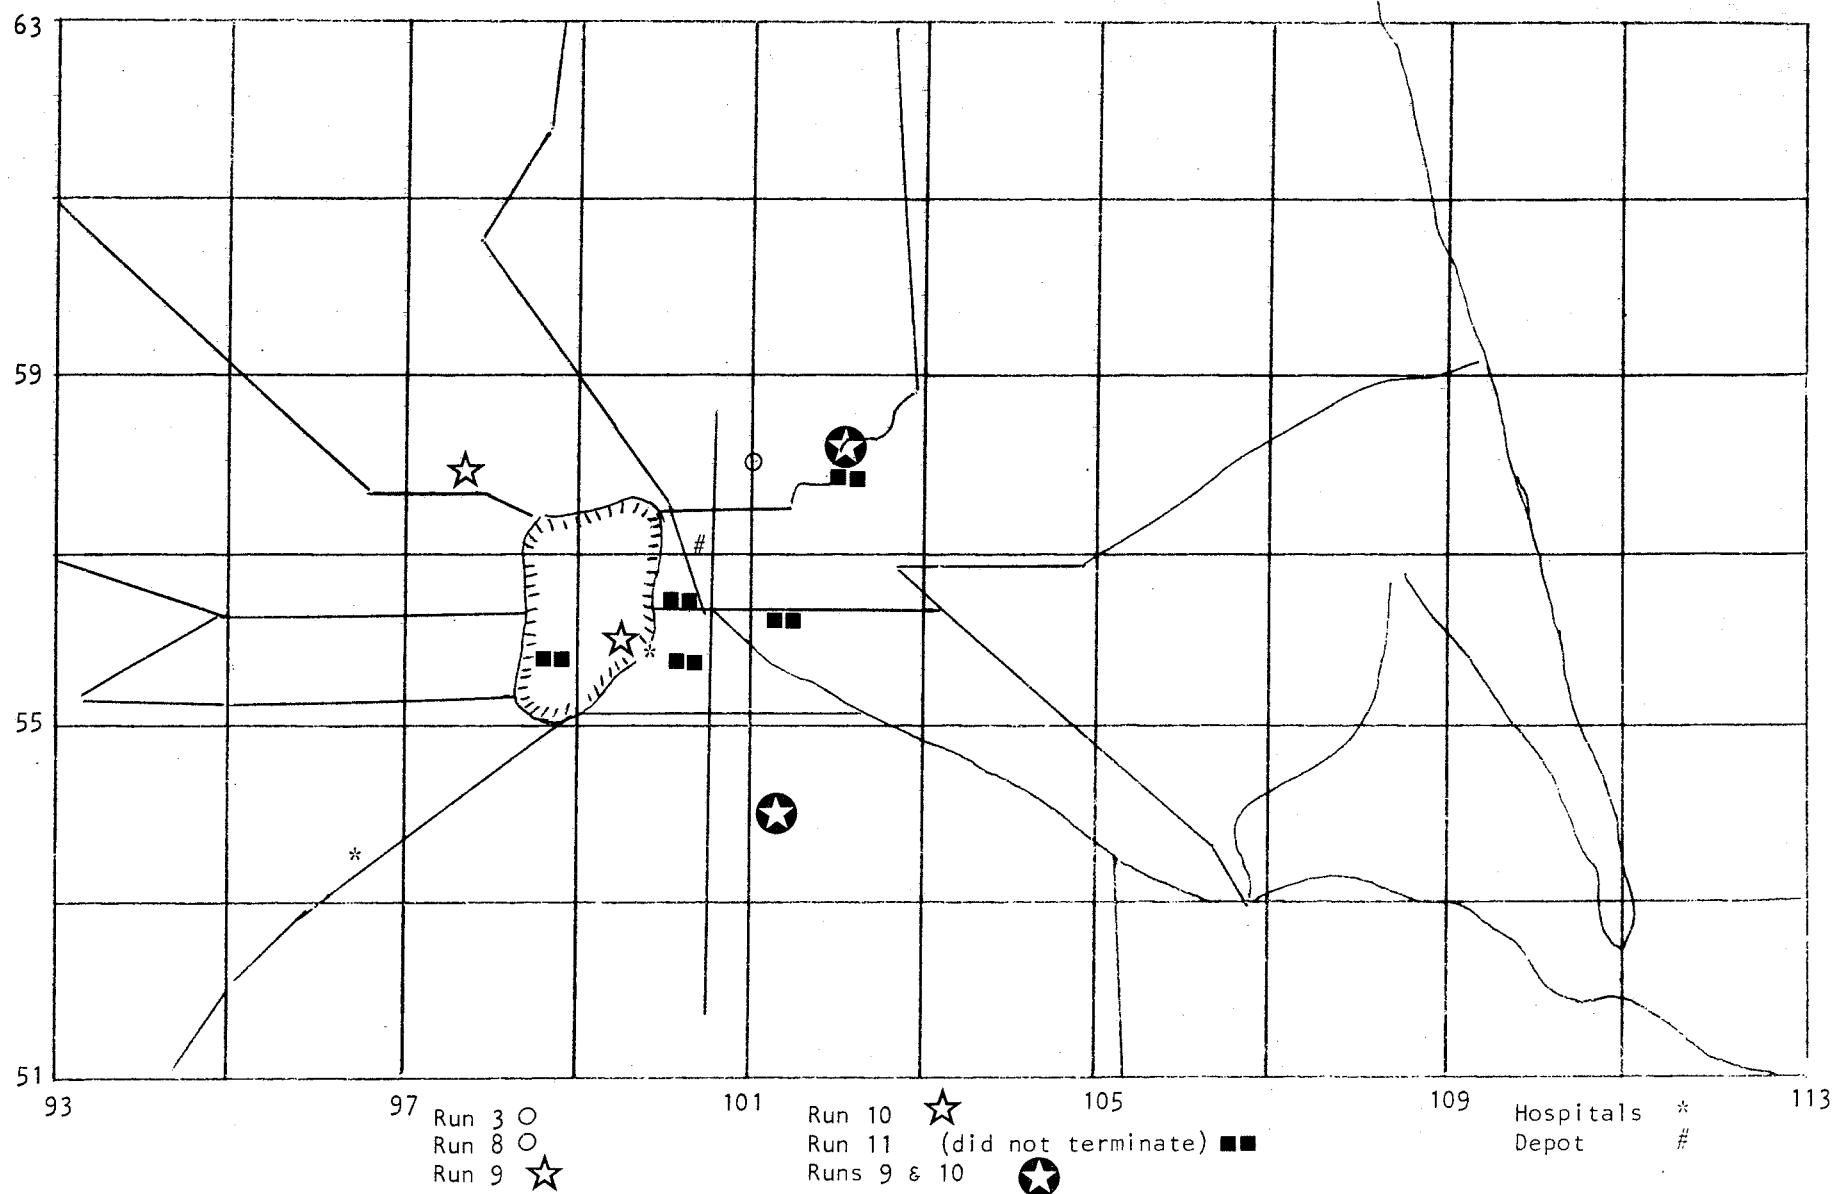 63
59
#
*
55
*
51
93 97 101 105 109 113
Run 3 ○
Run 8 ○
Run 9 ☆
Run 10 ☆
Run 11 (did not terminate) ■■
Runs 9 & 10 ✪
Hospitals *
Depot #